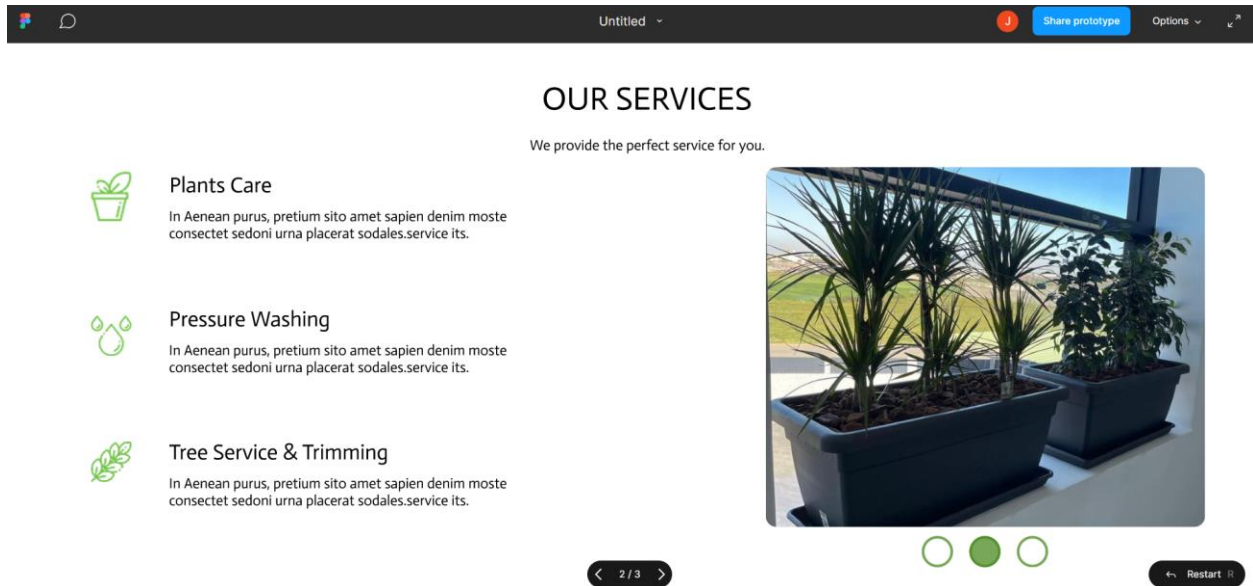 Untitled
J
Share prototype
Options
OUR SERVICES
We provide the perfect service for you.
Plants Care
In Aenean purus, pretium sito amet sapien denim moste
consectet sedoni urna placerat sodales.service its.
Pressure Washing
In Aenean purus, pretium sito amet sapien denim moste
consectet sedoni urna placerat sodales.service its.
Tree Service & Trimming
In Aenean purus, pretium sito amet sapien denim moste
consectet sedoni urna placerat sodales.service its.
2 / 3
Restart R